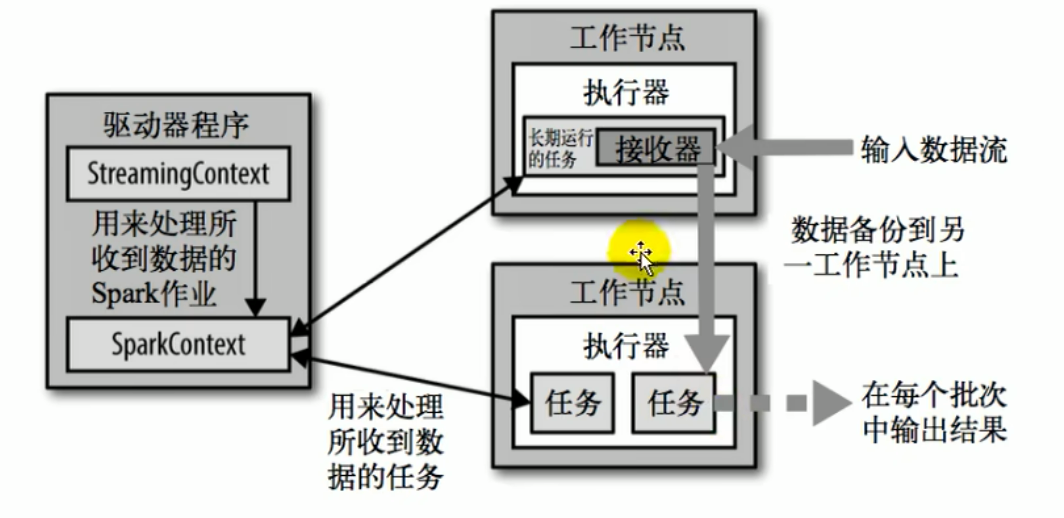 驱动器程序
StreamingContext
用来处理所
收到数据的
Spark作业
SparkContext
用来处理
所收到数
据的任务
工作节点
执行器
长期运行
的任务
接收器
输入数据流
数据备份到另
一工作节点上
工作节点
执行器
任务
任务
在每个批次
中输出结果